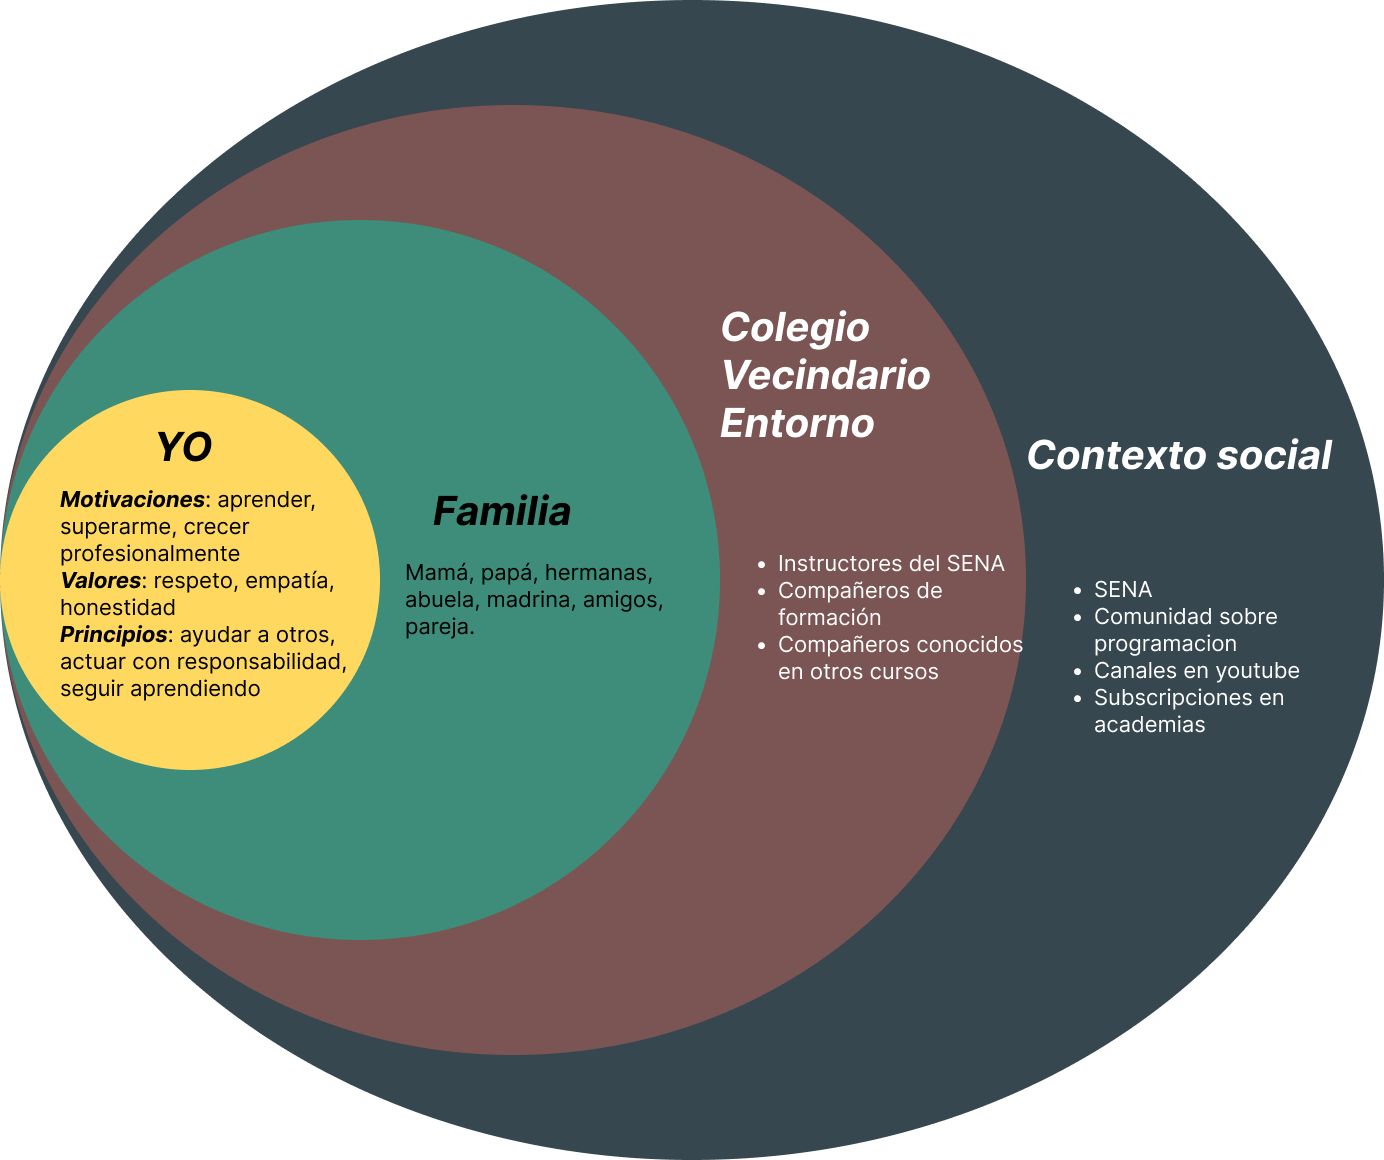 YO
Motivaciones: aprender,
superarme, crecer
profesionalmente
Valores: respeto, empatía,
honestidad
Principios: ayudar a otros,
actuar con responsabilidad,
seguir aprendiendo
Familia
Mamá, papá, hermanas,
abuela, madrina, amigos,
pareja.
Colegio
Vecindario
Entorno
• Instructores del SENA
• Compañeros de
formación
• Compañeros conocidos
en otros cursos
Contexto social
• SENA
• Comunidad sobre
programacion
• Canales en youtube
• Subscripciones en
academias